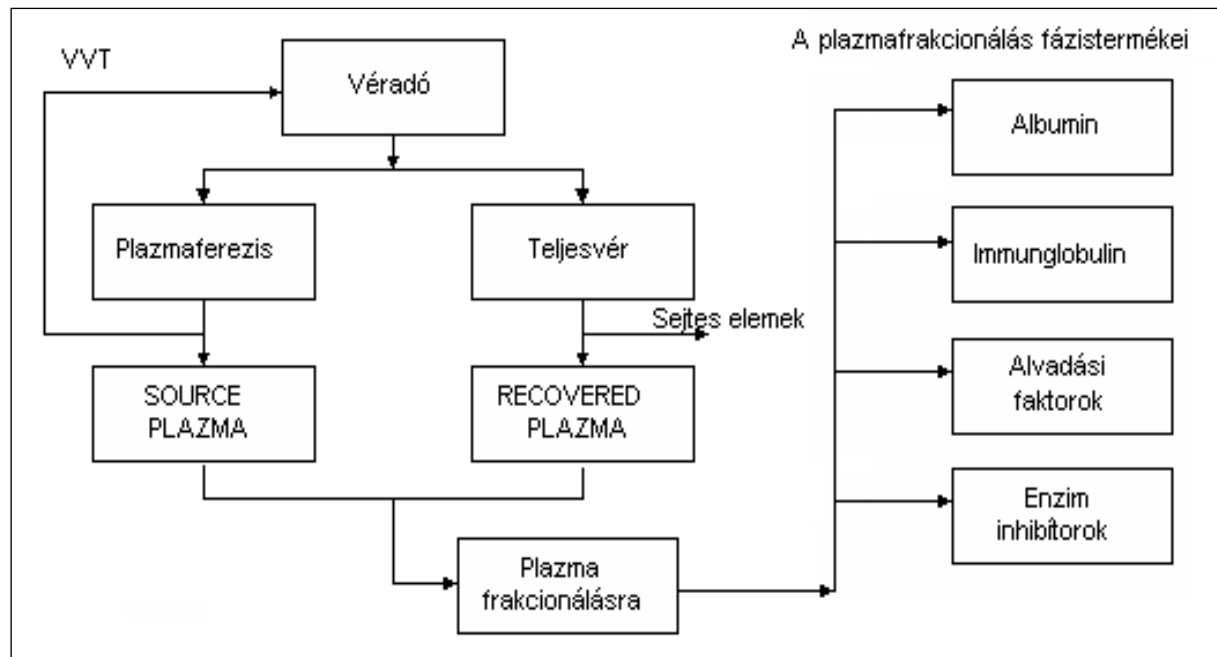 VVT
Véradó
Plazmaferezis
Teljesvér
Sejtes elemek
SOURCE
PLAZMA
RECOVERED
PLAZMA
Plazma
frakcionálásra
A plazmafrakcionálás fázistermékei
Albumin
Immunglobulin
Alvadási
faktorok
Enzim
inhibítorok